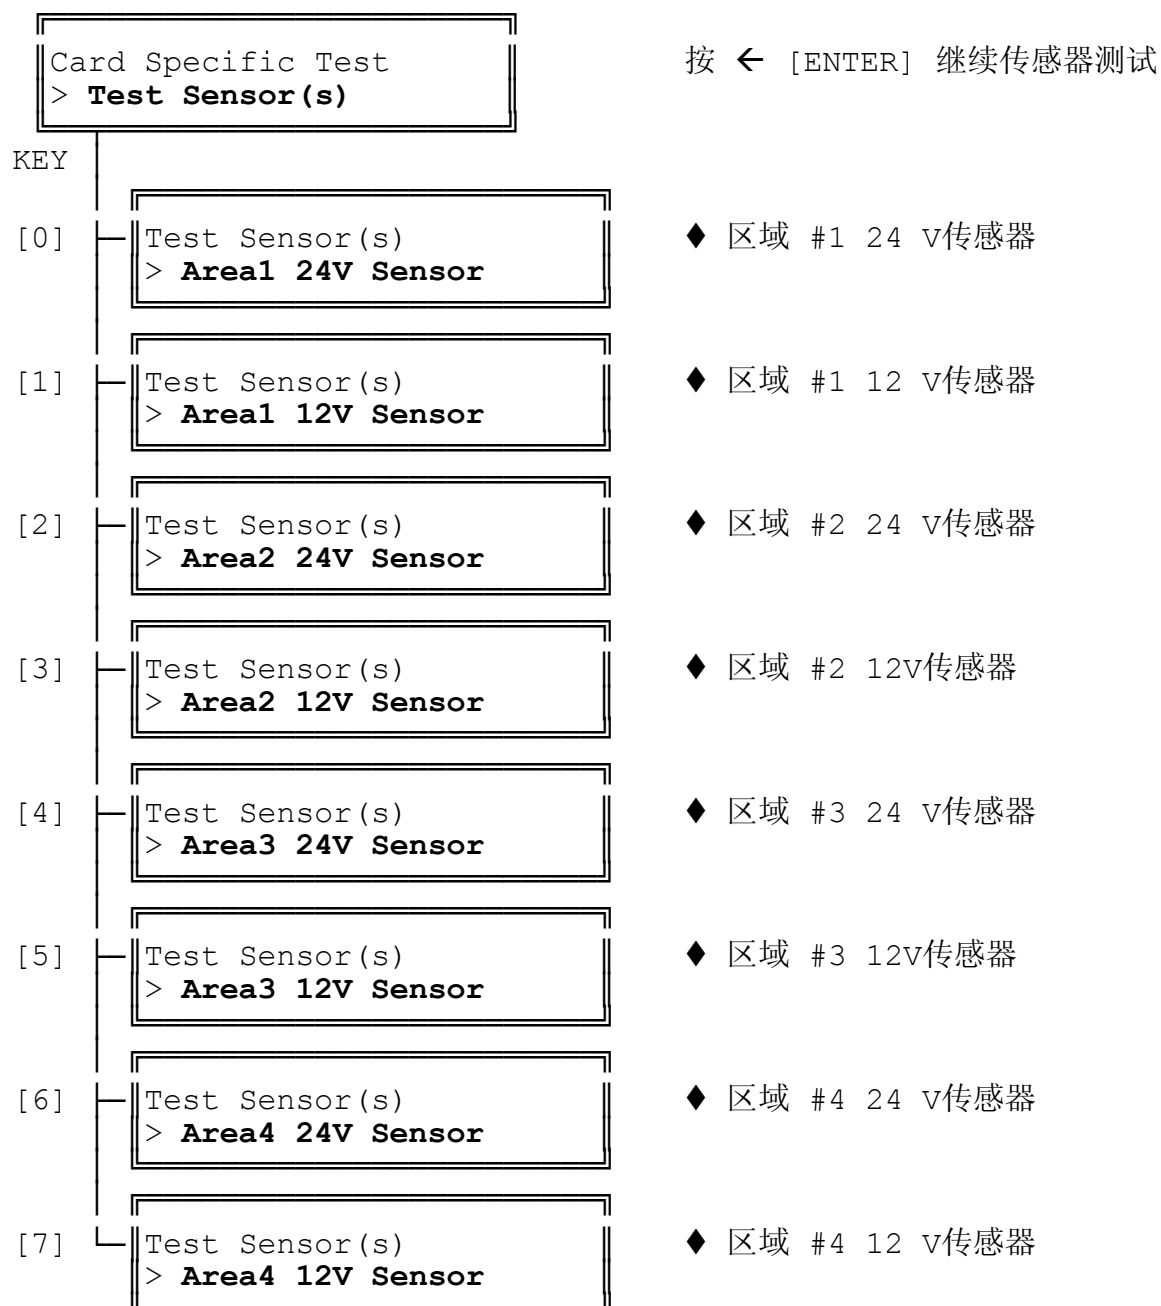 Card Specific Test 按 ← [ENTER] 继续传感器测试
> Test Sensor(s)
KEY
[0] Test Sensor(s) ♦ 区域 #1 24 V传感器
> Area1 24V Sensor
[1] Test Sensor(s) ♦ 区域 #1 12 V传感器
> Area1 12V Sensor
[2] Test Sensor(s) ♦ 区域 #2 24 V传感器
> Area2 24V Sensor
[3] Test Sensor(s) ♦ 区域 #2 12V传感器
> Area2 12V Sensor
[4] Test Sensor(s) ♦ 区域 #3 24 V传感器
> Area3 24V Sensor
[5] Test Sensor(s) ♦ 区域 #3 12V传感器
> Area3 12V Sensor
[6] Test Sensor(s) ♦ 区域 #4 24 V传感器
> Area4 24V Sensor
[7] Test Sensor(s) ♦ 区域 #4 12 V传感器
> Area4 12V Sensor